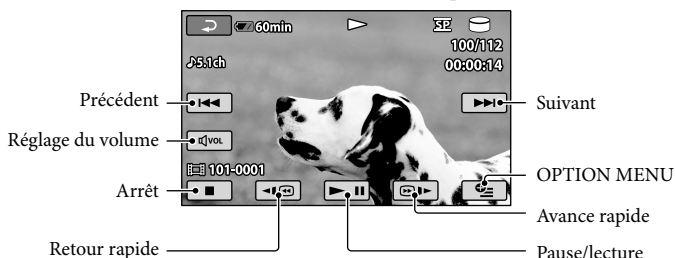 60min SP
100/112
♪5.1ch 00:00:14
Précédent Suivant
Réglage du volume VOL
101-0001
Arrêt OPTION MENU
Avance rapide
Retour rapide Pause/lecture